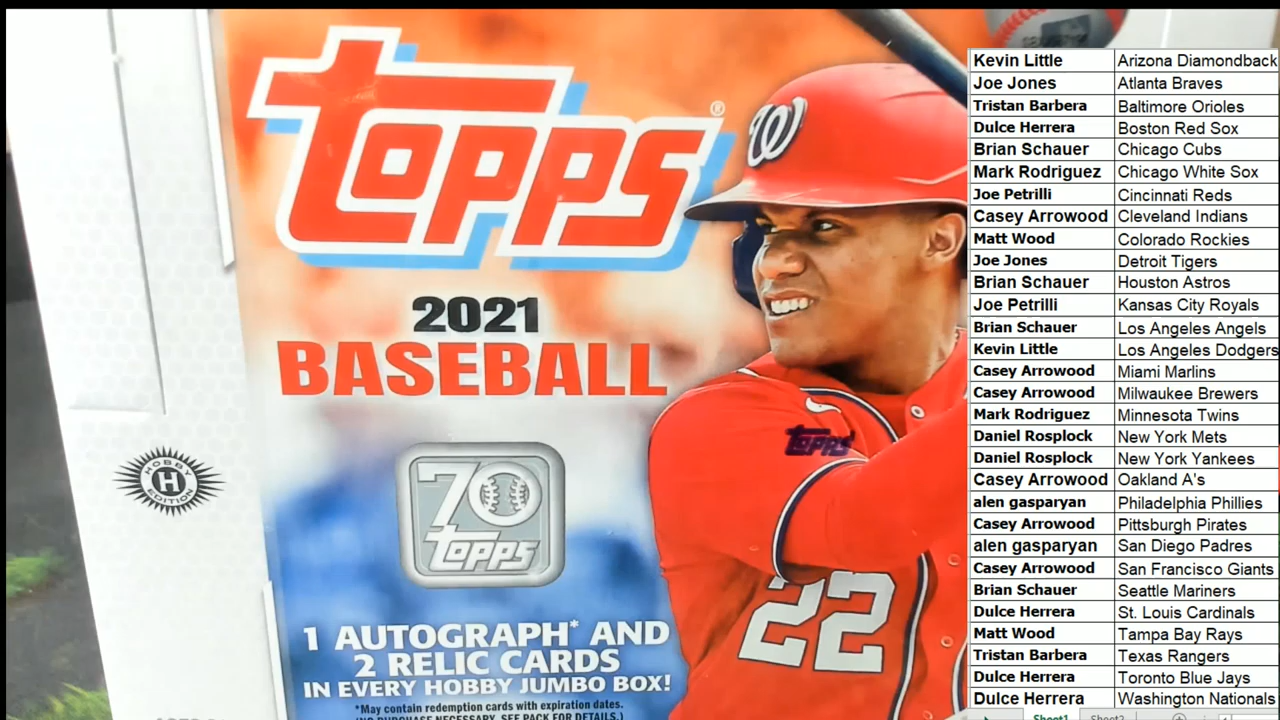 topps
®
2021
BASEBALL
HOBBY
H
EDITION
70
topps
1 AUTOGRAPH* AND
2 RELIC CARDS
IN EVERY HOBBY JUMBO BOX!
*May contain redemption cards with expiration dates.
(NO PURCHASE NECESSARY. SEE PACK FOR DETAILS.)
W
topps
22
Kevin Little Arizona Diamondback
Joe Jones Atlanta Braves
Tristan Barbera Baltimore Orioles
Dulce Herrera Boston Red Sox
Brian Schauer Chicago Cubs
Mark Rodriguez Chicago White Sox
Joe Petrilli Cincinnati Reds
Casey Arrowood Cleveland Indians
Matt Wood Colorado Rockies
Joe Jones Detroit Tigers
Brian Schauer Houston Astros
Joe Petrilli Kansas City Royals
Brian Schauer Los Angeles Angels
Kevin Little Los Angeles Dodgers
Casey Arrowood Miami Marlins
Casey Arrowood Milwaukee Brewers
Mark Rodriguez Minnesota Twins
Daniel Rosplock New York Mets
Daniel Rosplock New York Yankees
Casey Arrowood Oakland A's
alen gasparyan Philadelphia Phillies
Casey Arrowood Pittsburgh Pirates
alen gasparyan San Diego Padres
Casey Arrowood San Francisco Giants
Brian Schauer Seattle Mariners
Dulce Herrera St. Louis Cardinals
Matt Wood Tampa Bay Rays
Tristan Barbera Texas Rangers
Dulce Herrera Toronto Blue Jays
Dulce Herrera Washington Nationals
Sheet1 Sheet2